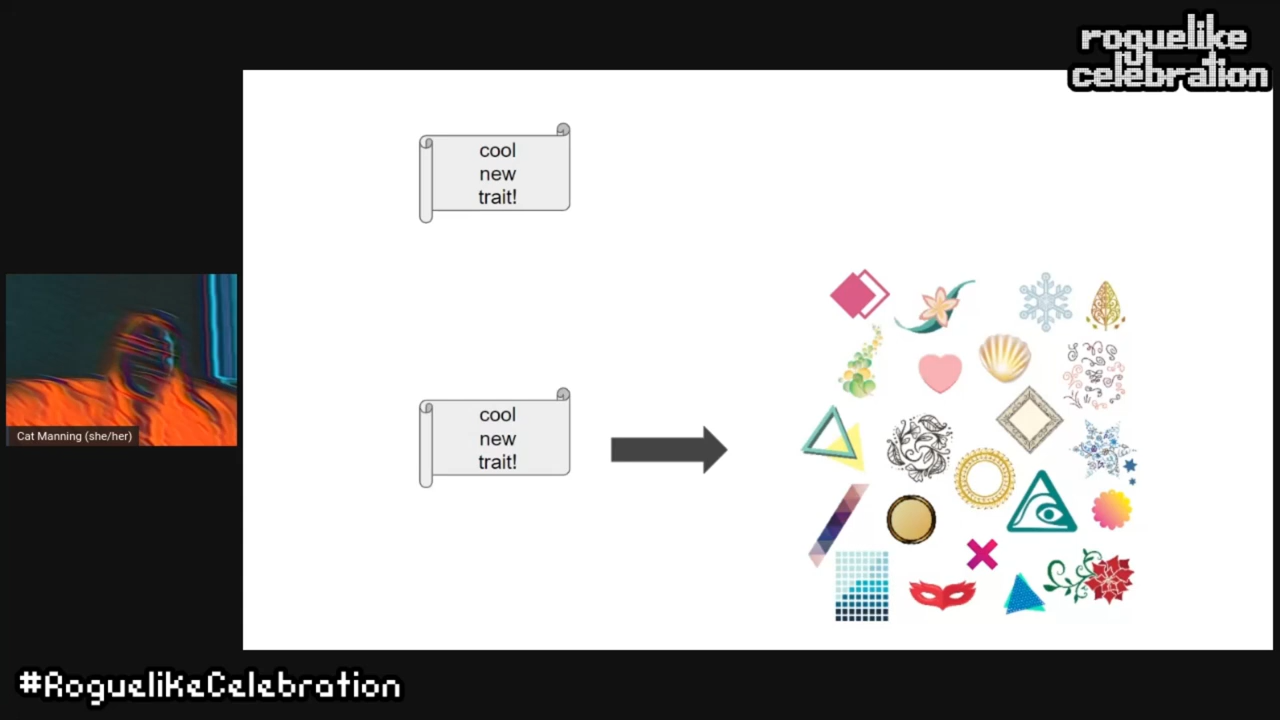 roguelike
celebration
cool
new
trait!
cool
new
trait!
Cat Manning (she/her)
#RoguelikeCelebration